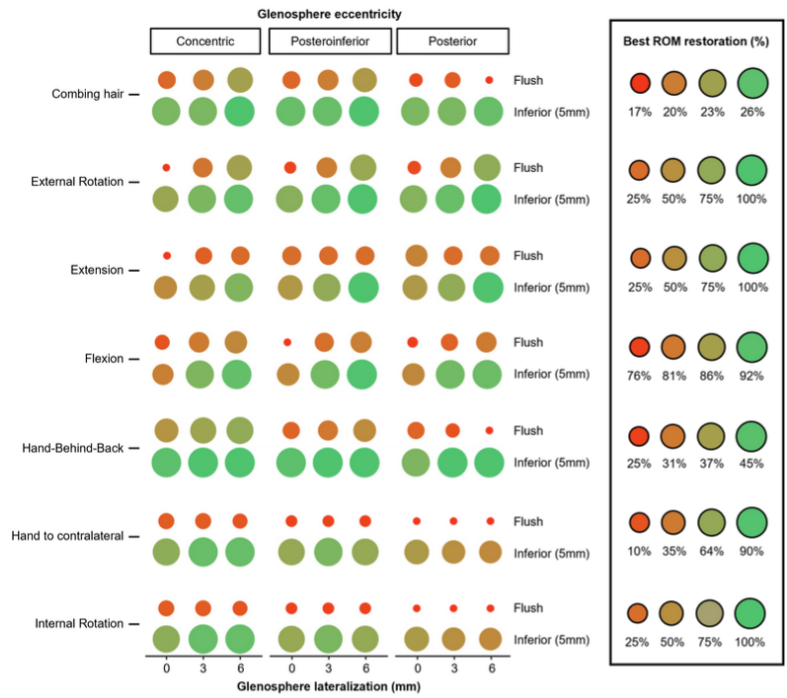 Glenosphere eccentricity
Concentric Posteroinferior Posterior
Best ROM restoration (%)
Combing hair
Flush
Inferior (5mm)
17% 20% 23% 26%
External Rotation
Flush
Inferior (5mm)
25% 50% 75% 100%
Extension
Flush
Inferior (5mm)
25% 50% 75% 100%
Flexion
Flush
Inferior (5mm)
76% 81% 86% 92%
Hand-Behind-Back
Flush
Inferior (5mm)
25% 31% 37% 45%
Hand to contralateral
Flush
Inferior (5mm)
10% 35% 64% 90%
Internal Rotation
Flush
Inferior (5mm)
25% 50% 75% 100%
0 3 6 0 3 6 0 3 6
Glenosphere lateralization (mm)